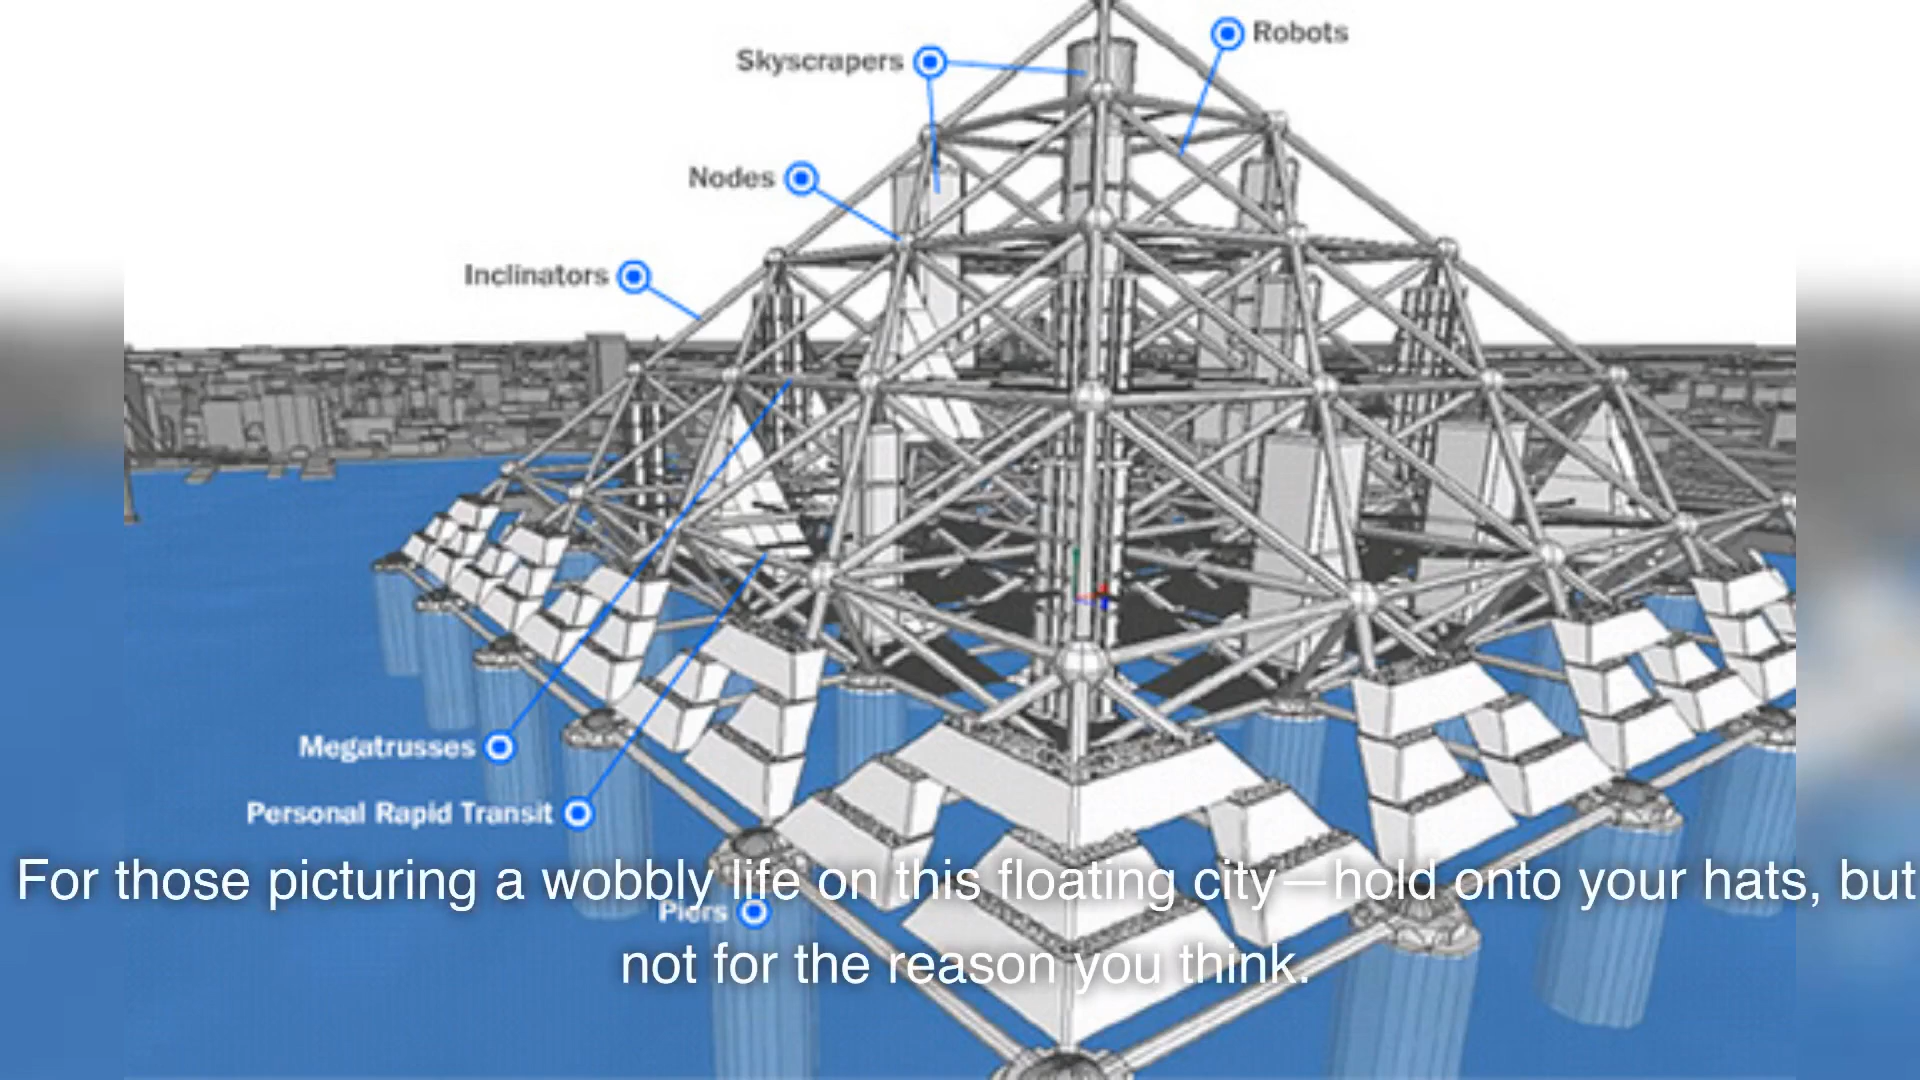 Robots
Skyscrapers
Nodes
Inclinators
Megatrusses
Personal Rapid Transit
For those picturing a wobbly life on this floating city—hold onto your hats, but
Piers
not for the reason you think.